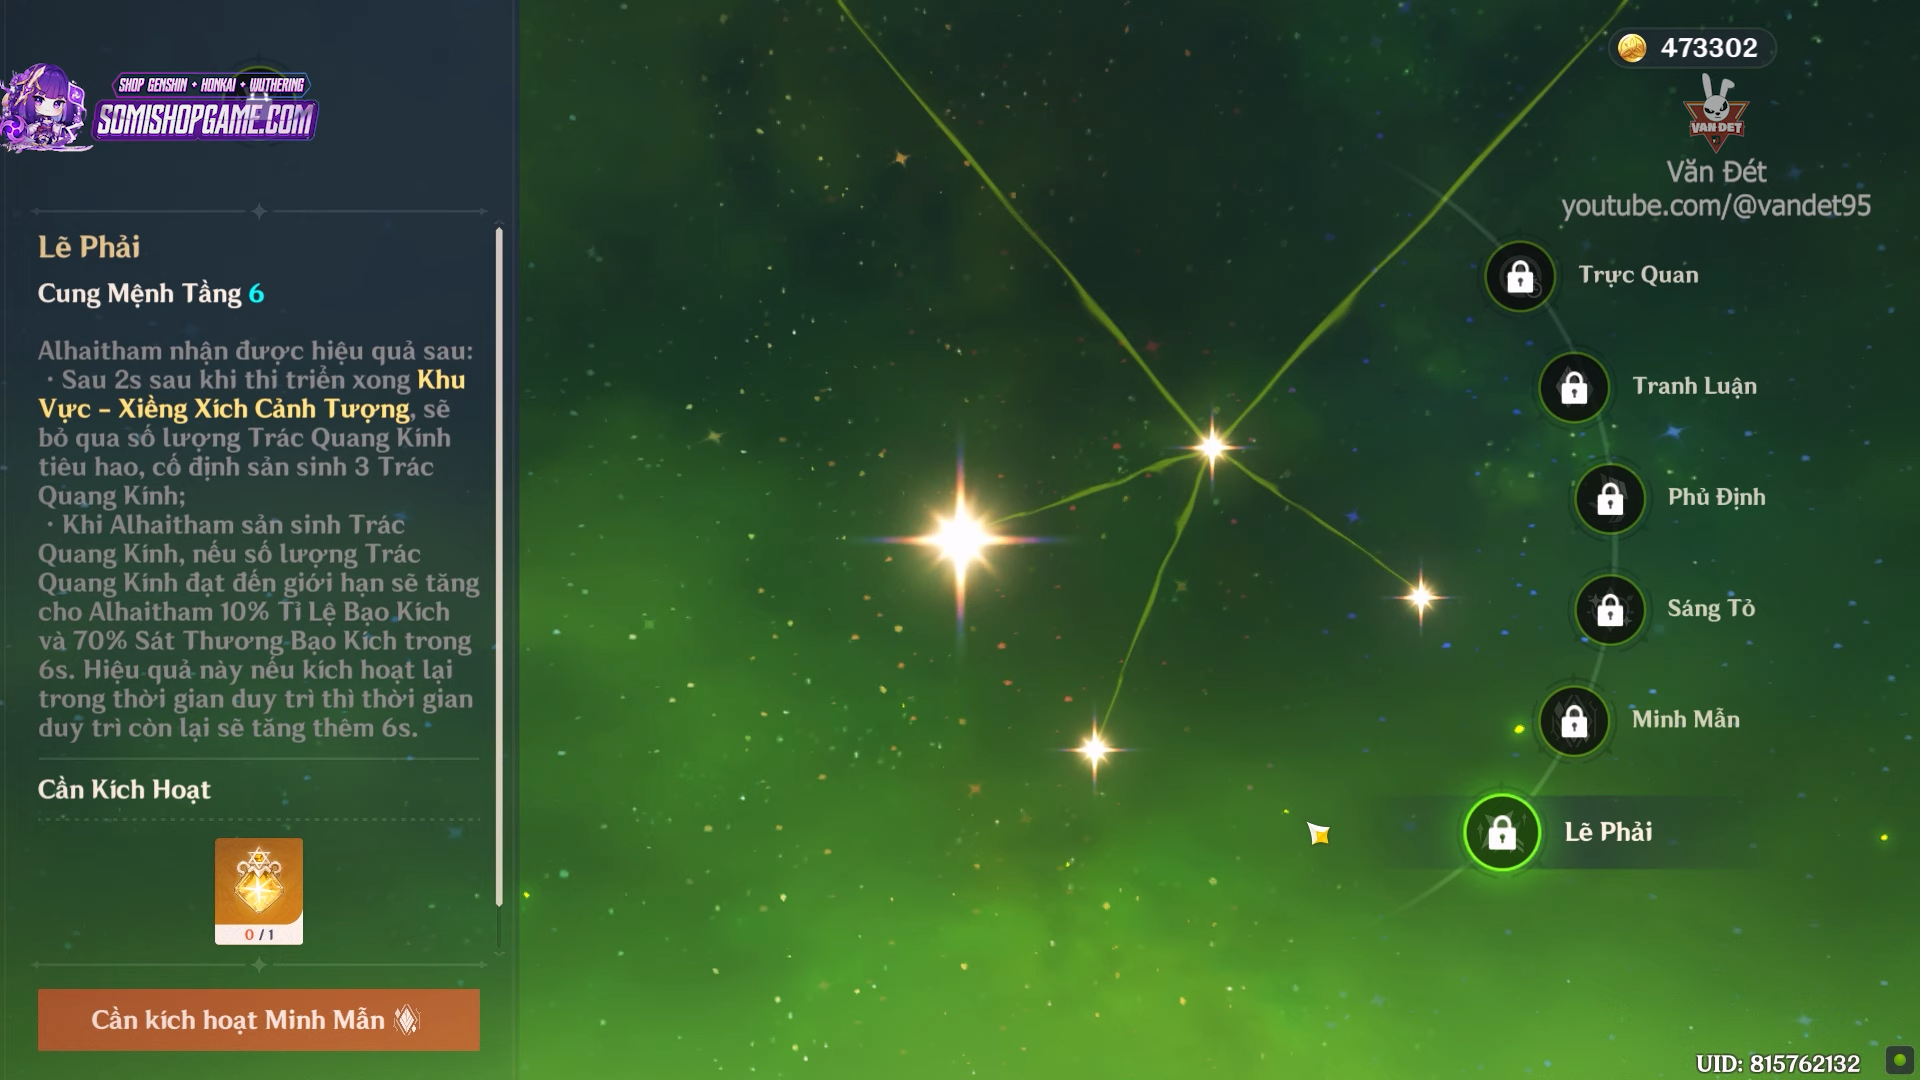 SHOP GENSHIN + HONKAI + WUTHERING
SOMISHOPGAME.COM
473302
VAN DET
Văn Đét
youtube.com/@vandet95
Lẽ Phải
Cung Mệnh Tầng 6
Alhaitham nhận được hiệu quả sau:
· Sau 2s sau khi thi triển xong Khu
Vực - Xiềng Xích Cảnh Tượng, sẽ
bỏ qua số lượng Trác Quang Kính
tiêu hao, cố định sản sinh 3 Trác
Quang Kính;
· Khi Alhaitham sản sinh Trác
Quang Kính, nếu số lượng Trác
Quang Kính đạt đến giới hạn sẽ tăng
cho Alhaitham 10% Tỉ Lệ Bạo Kích
và 70% Sát Thương Bạo Kích trong
6s. Hiệu quả này nếu kích hoạt lại
trong thời gian duy trì thì thời gian
duy trì còn lại sẽ tăng thêm 6s.
Cần Kích Hoạt
0 / 1
Cần kích hoạt Minh Mẫn
Trực Quan
Tranh Luận
Phủ Định
Sáng Tỏ
Minh Mẫn
Lẽ Phải
UID: 815762132